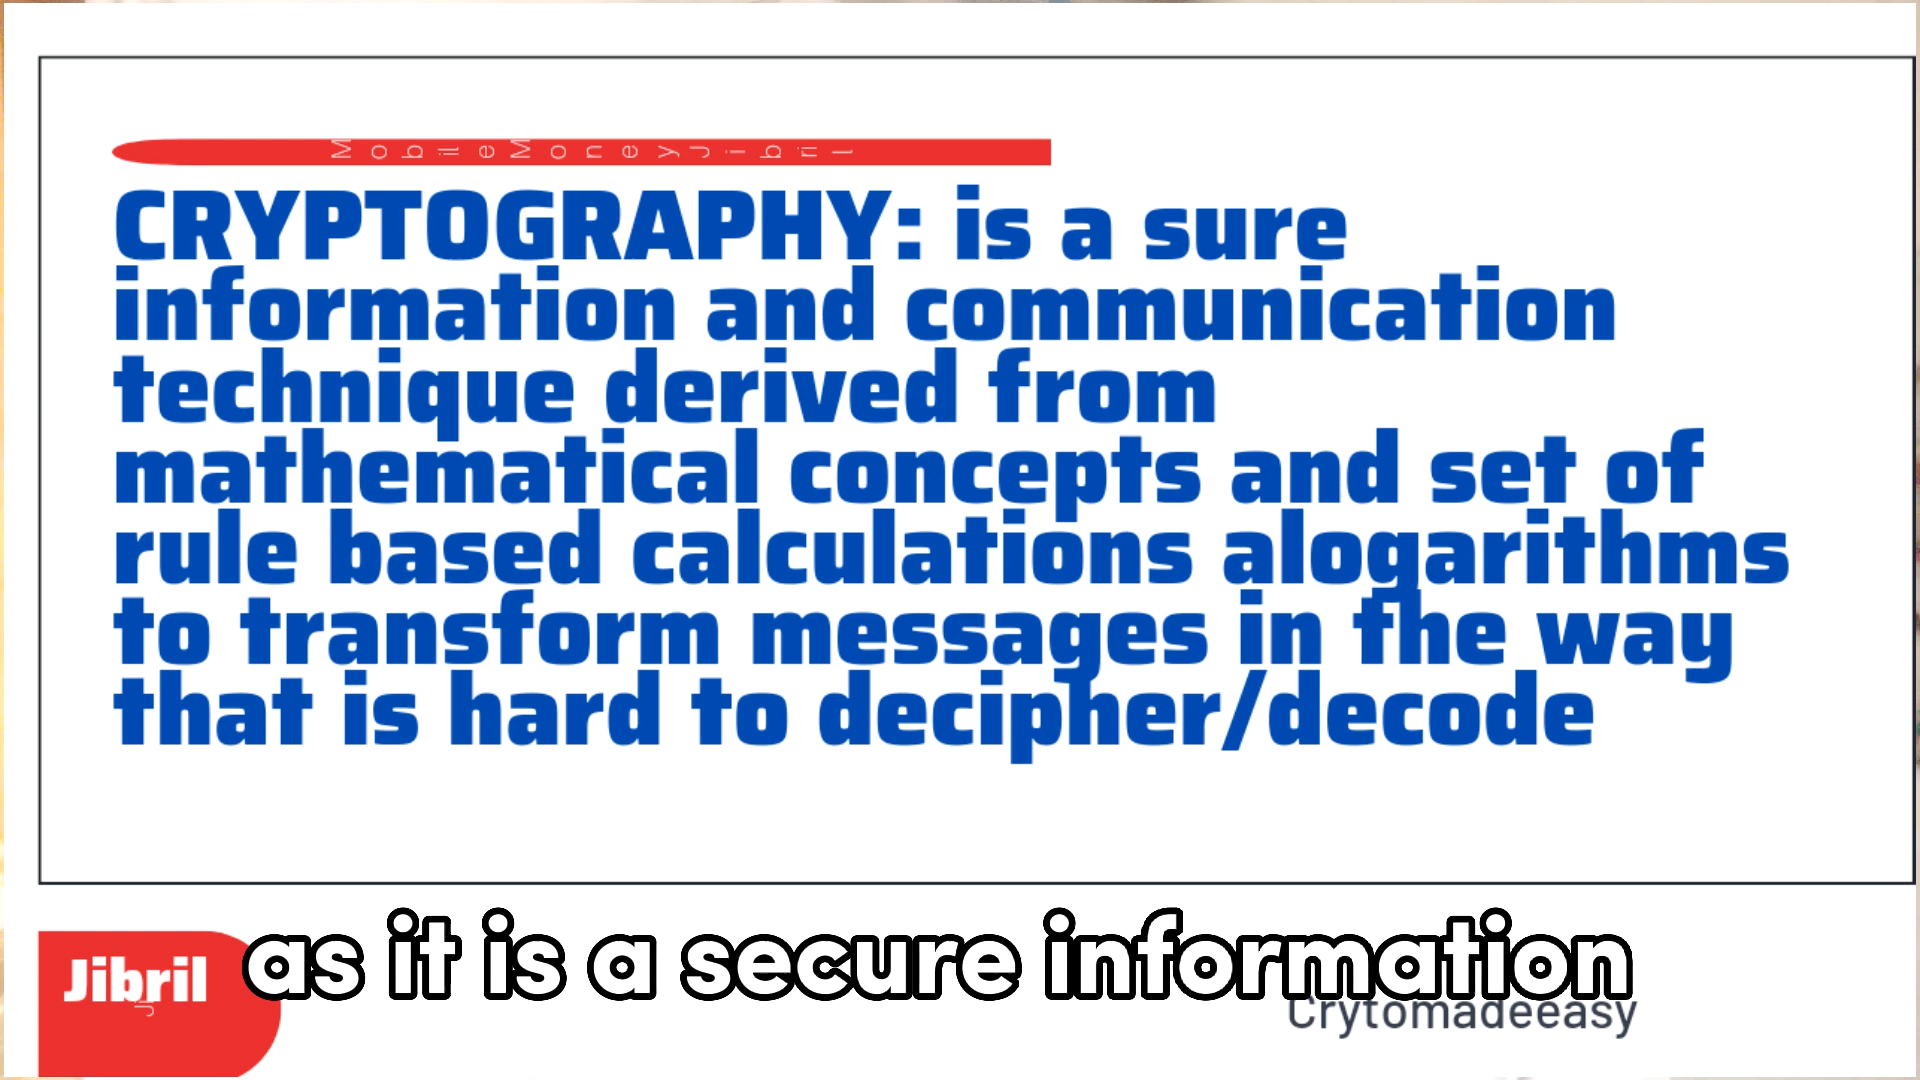 MobileMoneyJibril
CRYPTOGRAPHY: is a sure
information and communication
technique derived from
mathematical concepts and set of
rule based calculations alogarithms
to transform messages in the way
that is hard to decipher/decode
as it is a secure information
Jibril
Crytomadeeasy